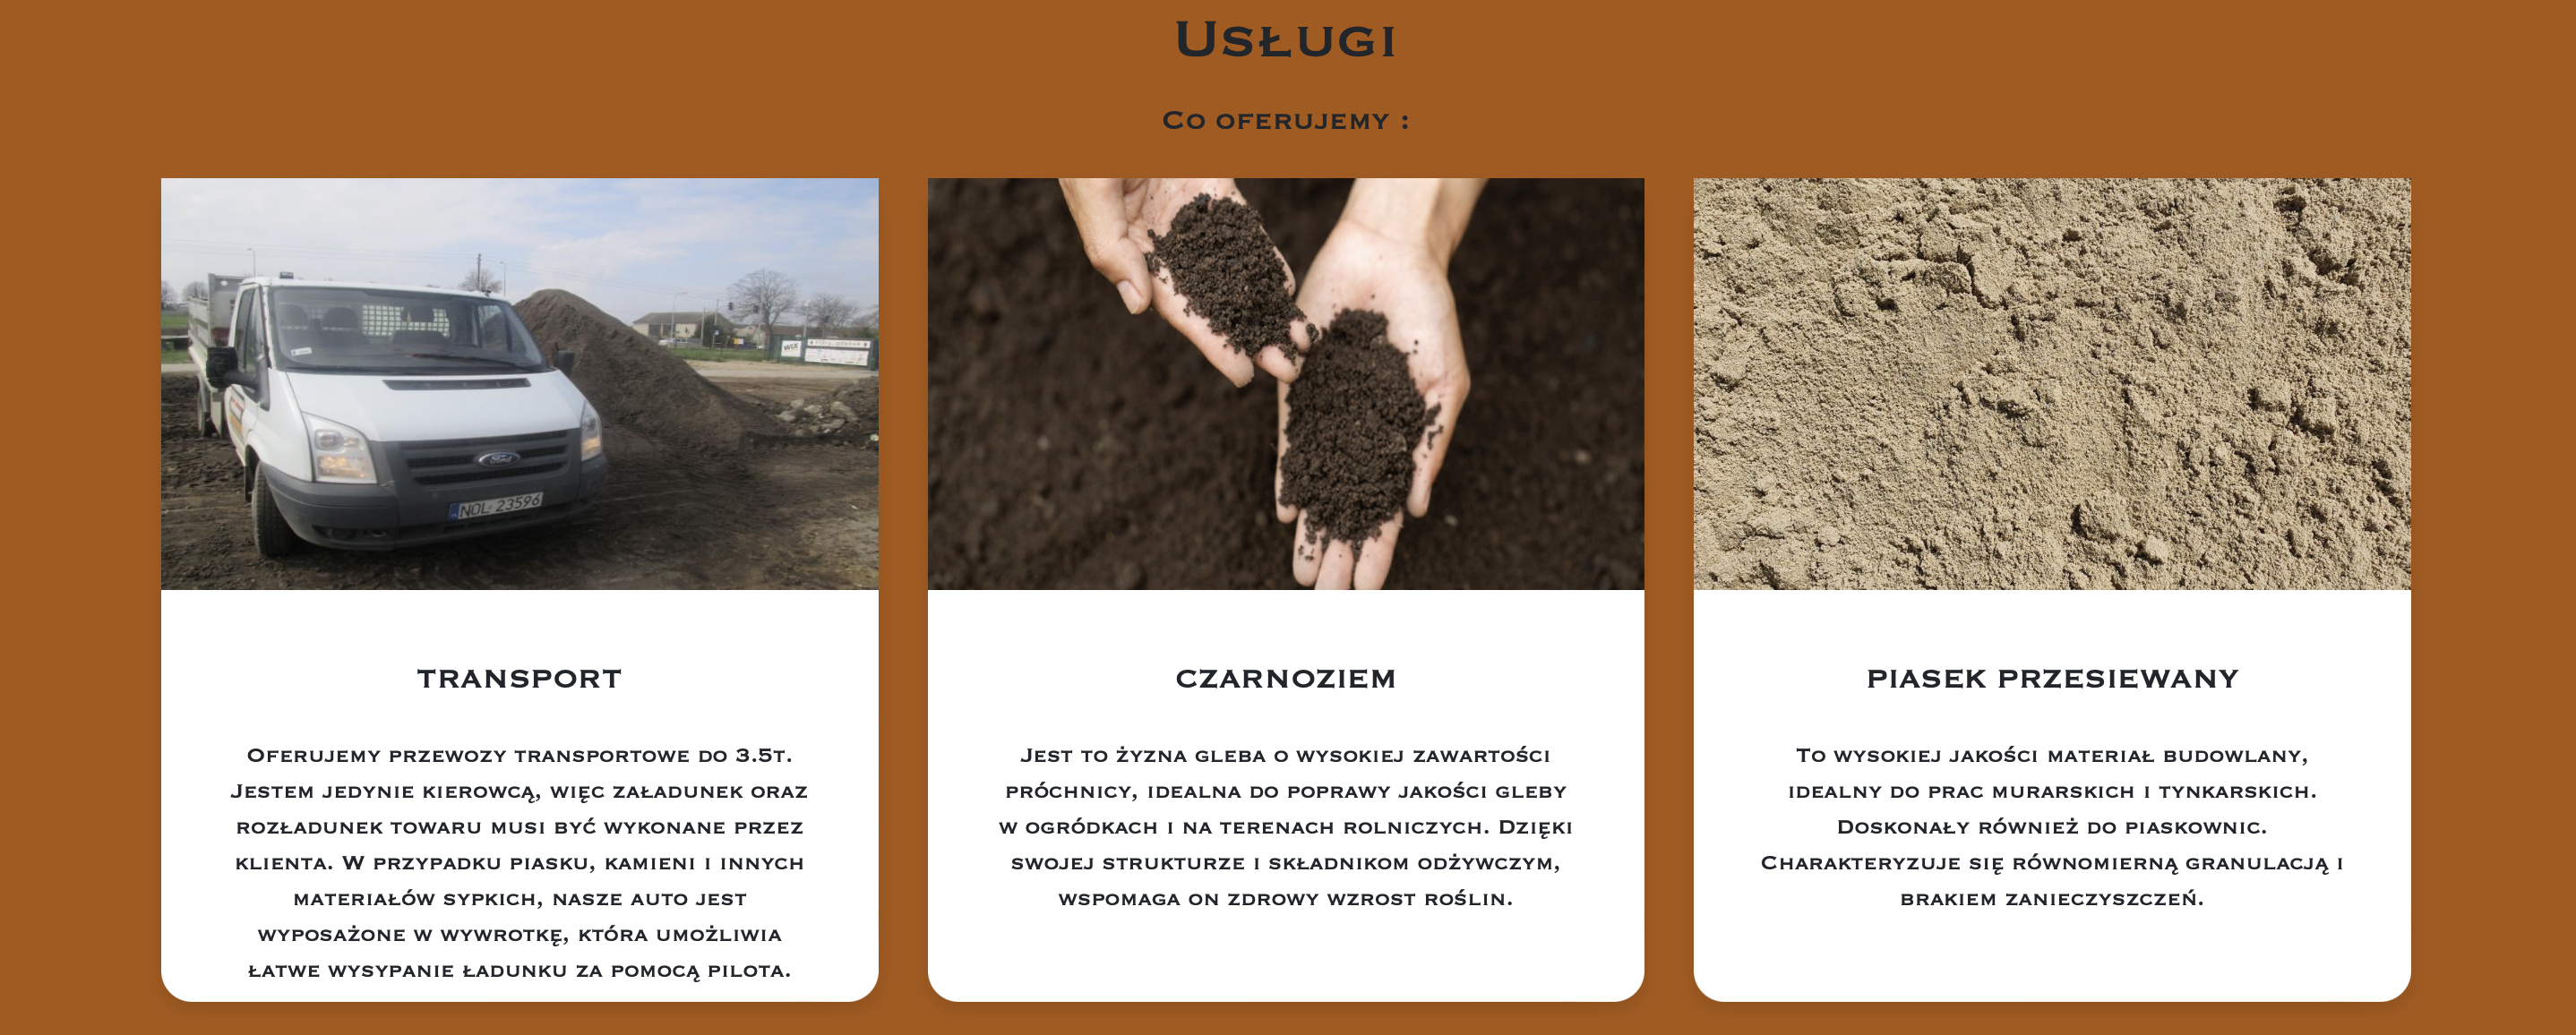 Usługi
Co oferujemy :
WIX
Ford
NOL 23596
TRANSPORT
Oferujemy przewozy transportowe do 3.5t.
Jestem jedynie kierowcą, więc załadunek oraz
rozładunek towaru musi być wykonane przez
klienta. W przypadku piasku, kamieni i innych
materiałów sypkich, nasze auto jest
wyposażone w wywrotkę, która umożliwia
łatwe wysypanie ładunku za pomocą pilota.
CZARNOZIEM
Jest to żyzna gleba o wysokiej zawartości
próchnicy, idealna do poprawy jakości gleby
w ogródkach i na terenach rolniczych. Dzięki
swojej strukturze i składnikom odżywczym,
wspomaga on zdrowy wzrost roślin.
PIASEK PRZESIEWANY
To wysokiej jakości materiał budowlany,
idealny do prac murarskich i tynkarskich.
Doskonały również do piaskownic.
Charakteryzuje się równomierną granulacją i
brakiem zanieczyszczeń.